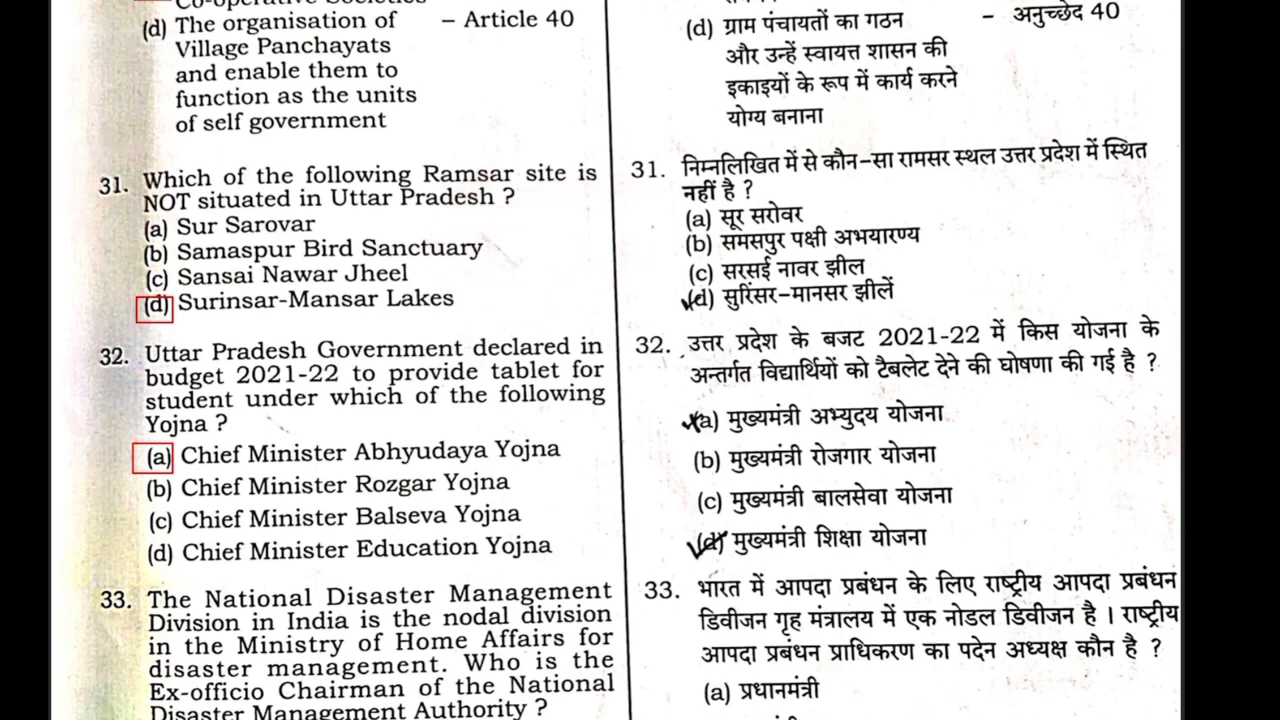 Co-operative Societies
(d) The organisation of – Article 40
Village Panchayats
and enable them to
function as the units
of self government
31. Which of the following Ramsar site is
NOT situated in Uttar Pradesh ?
(a) Sur Sarovar
(b) Samaspur Bird Sanctuary
(c) Sansai Nawar Jheel
(d) Surinsar-Mansar Lakes
32. Uttar Pradesh Government declared in
budget 2021-22 to provide tablet for
student under which of the following
Yojna ?
(a) Chief Minister Abhyudaya Yojna
(b) Chief Minister Rozgar Yojna
(c) Chief Minister Balseva Yojna
(d) Chief Minister Education Yojna
33. The National Disaster Management
Division in India is the nodal division
in the Ministry of Home Affairs for
disaster management. Who is the
Ex-officio Chairman of the National
Disaster Management Authority ?
(d) ग्राम पंचायतों का गठन – अनुच्छेद 40
और उन्हें स्वायत्त शासन की
इकाइयों के रूप में कार्य करने
योग्य बनाना
31. निम्नलिखित में से कौन-सा रामसर स्थल उत्तर प्रदेश में स्थित
नहीं है ?
(a) सूर सरोवर
(b) समसपुर पक्षी अभयारण्य
(c) सरसई नावर झील
(d) सुरिंसर-मानसर झीलें
32. उत्तर प्रदेश के बजट 2021-22 में किस योजना के
अन्तर्गत विद्यार्थियों को टैबलेट देने की घोषणा की गई है ?
(a) मुख्यमंत्री अभ्युदय योजना
(b) मुख्यमंत्री रोजगार योजना
(c) मुख्यमंत्री बालसेवा योजना
(d) मुख्यमंत्री शिक्षा योजना
33. भारत में आपदा प्रबंधन के लिए राष्ट्रीय आपदा प्रबंधन
डिवीजन गृह मंत्रालय में एक नोडल डिवीजन है । राष्ट्रीय
आपदा प्रबंधन प्राधिकरण का पदेन अध्यक्ष कौन है ?
(a) प्रधानमंत्री